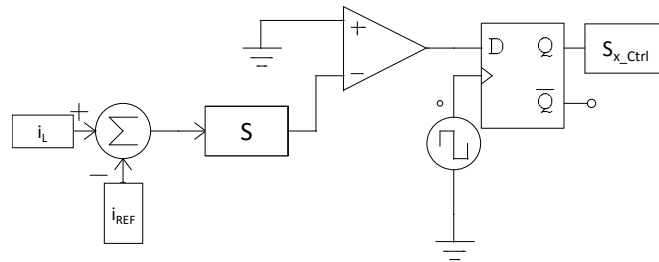 +
−
D
Q
Q̅
S_x_Ctrl
+
i_L
Σ
S
−
i_REF